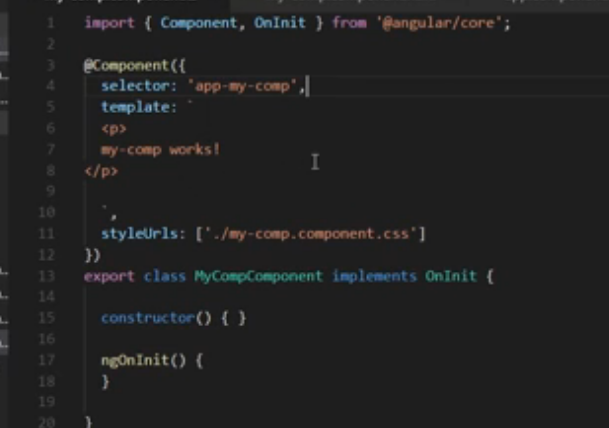 1 import { Component, OnInit } from '@angular/core';
2
3 @Component({
4 selector: 'app-my-comp',
5 template: `
6 <p>
7 my-comp works!
8 </p>
9
10 `,
11 styleUrls: ['./my-comp.component.css']
12 })
13 export class MyCompComponent implements OnInit {
14
15 constructor() { }
16
17 ngOnInit() {
18 }
19
20 }